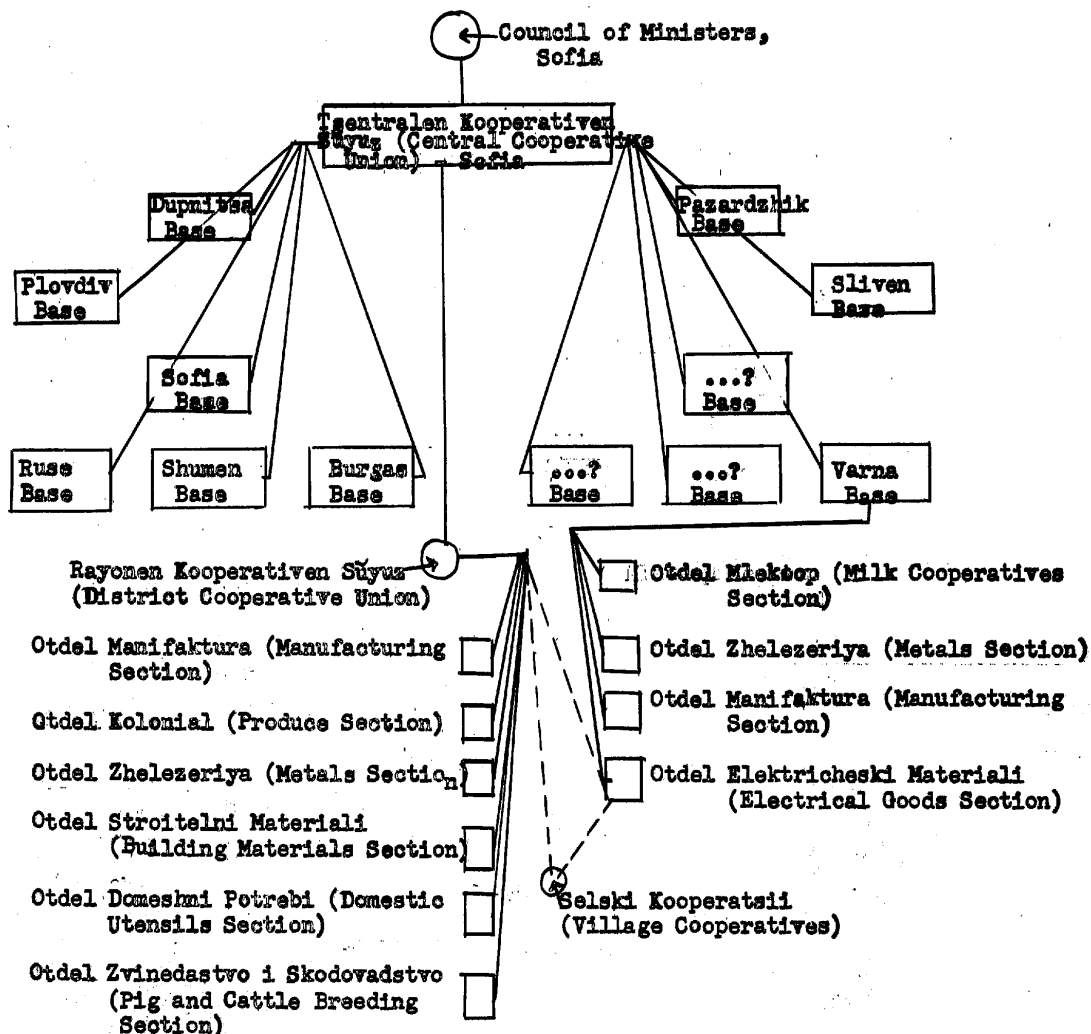 Council of Ministers,
Sofia
Tsentralen Kooperativen
Sŭyuz (Central Cooperative
Union) - Sofia
Dupnitsa
Base
Pazardzhik
Base
Plovdiv
Base
Sliven
Base
Sofia
Base
...?
Base
Ruse
Base
Shumen
Base
Burgas
Base
...?
Base
...?
Base
Varna
Base
Rayonen Kooperativen Sŭyuz
(District Cooperative Union)
Otdel Manifaktura (Manufacturing
Section)
Otdel Kolonial (Produce Section)
Otdel Zhelezeriya (Metals Section)
Otdel Stroitelni Materiali
(Building Materials Section)
Otdel Domeshni Potrebi (Domestic
Utensils Section)
Otdel Zvinedastvo i Skodovadstvo
(Pig and Cattle Breeding
Section)
Otdel Mlekoop (Milk Cooperatives
Section)
Otdel Zhelezeriya (Metals Section)
Otdel Manifaktura (Manufacturing
Section)
Otdel Elektricheski Materiali
(Electrical Goods Section)
Selski Kooperatsii
(Village Cooperatives)